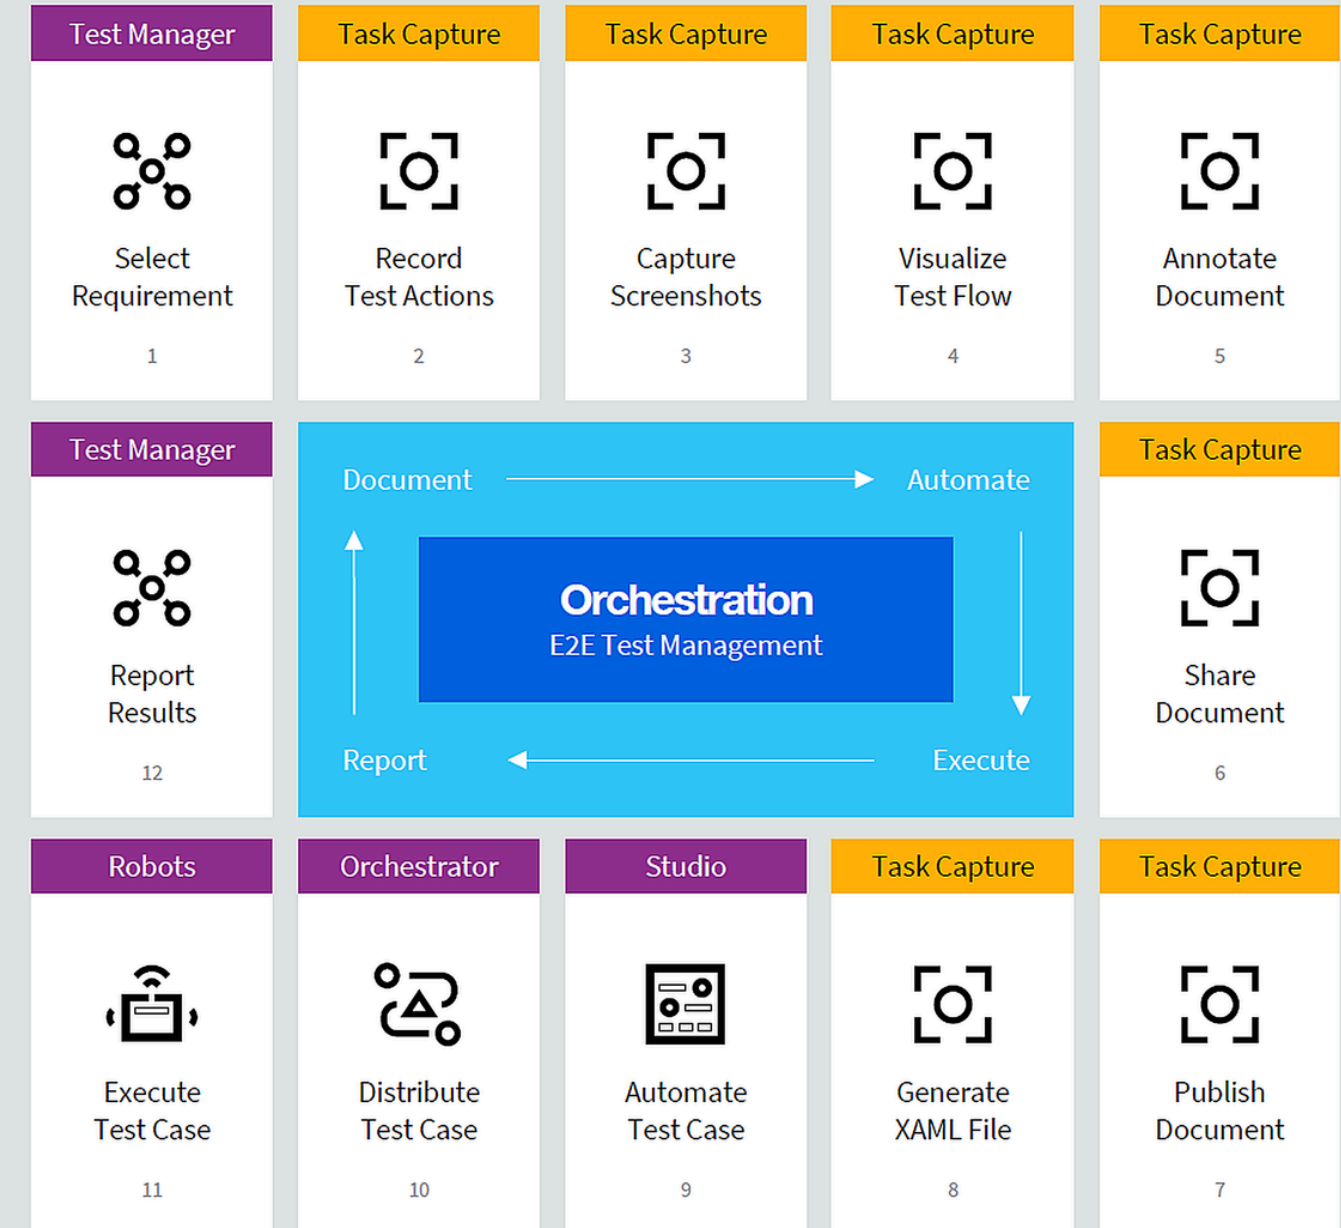 Test Manager
Task Capture
Task Capture
Task Capture
Task Capture
Select
Requirement
1
Record
Test Actions
2
Capture
Screenshots
3
Visualize
Test Flow
4
Annotate
Document
5
Test Manager
Report
Results
12
Document
Automate
Orchestration
E2E Test Management
Report
Execute
Task Capture
Share
Document
6
Robots
Execute
Test Case
11
Orchestrator
Distribute
Test Case
10
Studio
Automate
Test Case
9
Task Capture
Generate
XAML File
8
Task Capture
Publish
Document
7